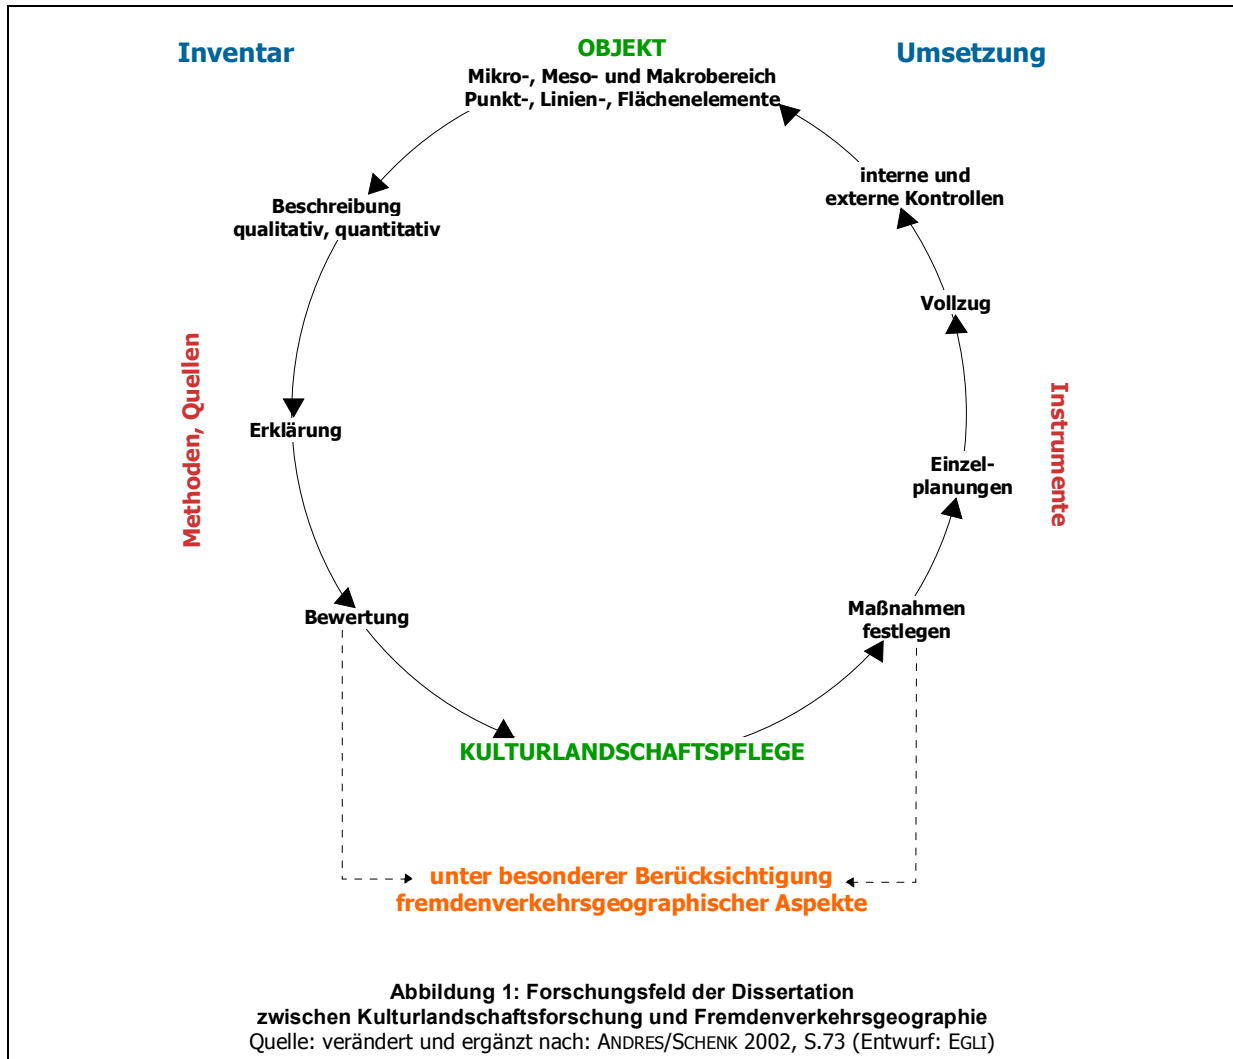 Inventar
OBJEKT
Umsetzung
Mikro-, Meso- und Makrobereich
Punkt-, Linien-, Flächenelemente
interne und
externe Kontrollen
Beschreibung
qualitativ, quantitativ
Vollzug
Methoden, Quellen
Instrumente
Erklärung
Einzel-
planungen
Bewertung
Maßnahmen
festlegen
KULTURLANDSCHAFTSPFLEGE
unter besonderer Berücksichtigung
fremdenverkehrsgeographischer Aspekte
Abbildung 1: Forschungsfeld der Dissertation
zwischen Kulturlandschaftsforschung und Fremdenverkehrsgeographie
Quelle: verändert und ergänzt nach: ANDRES/SCHENK 2002, S.73 (Entwurf: EGLI)